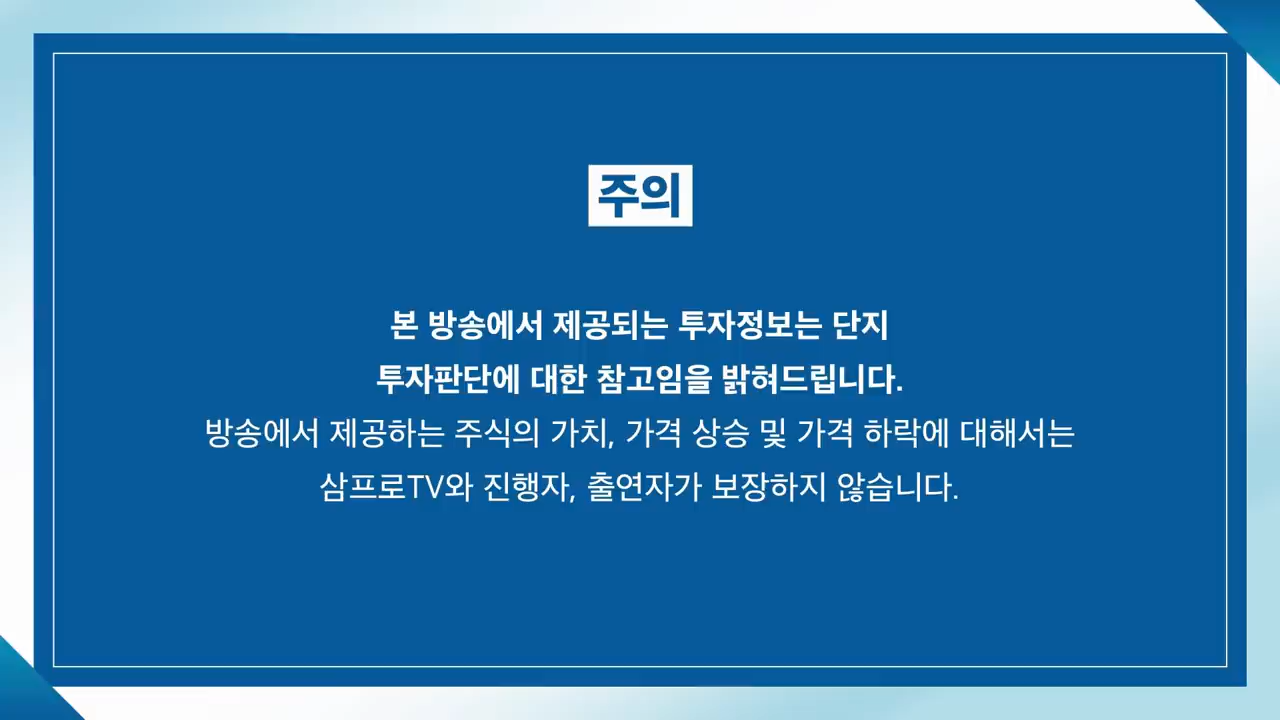 주의
본 방송에서 제공되는 투자정보는 단지
투자판단에 대한 참고임을 밝혀드립니다.
방송에서 제공하는 주식의 가치, 가격 상승 및 가격 하락에 대해서는
삼프로TV와 진행자, 출연자가 보장하지 않습니다.